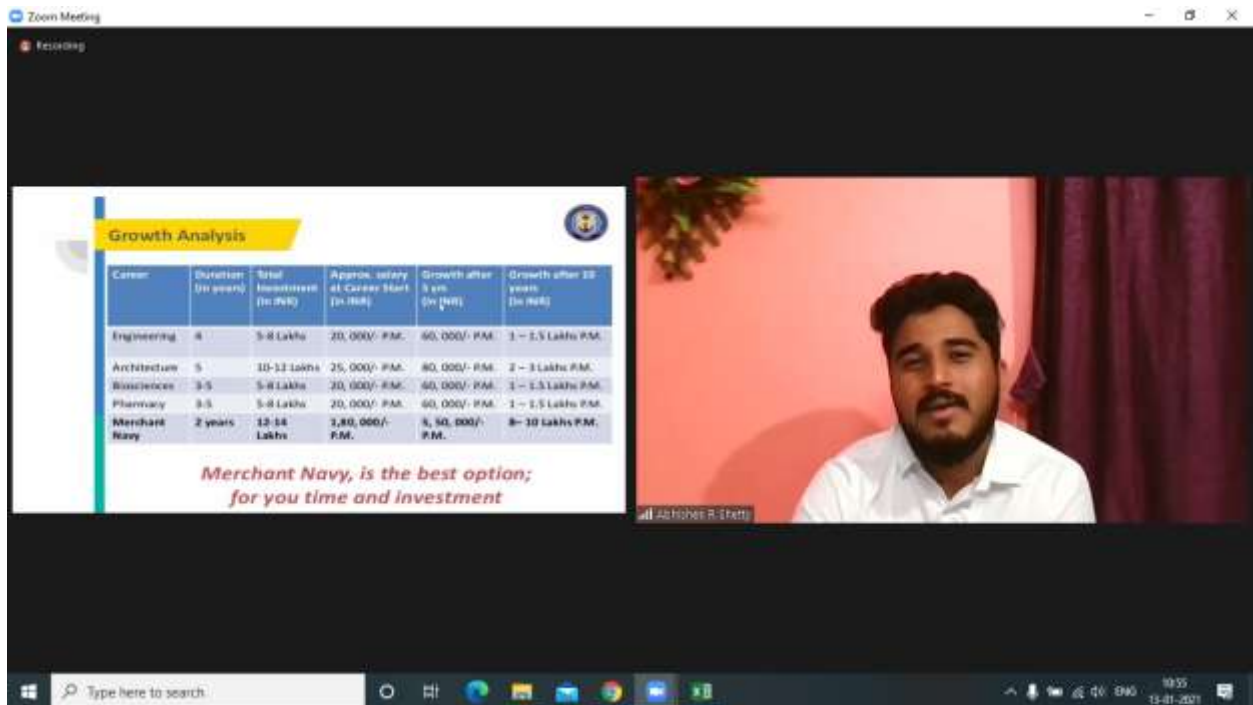 Zoom Meeting
Recording
Growth Analysis
Career Duration (in years) Total Investment (in INR) Approx. salary at Career Start (in INR) Growth after 5 yrs (in INR) Growth after 10 years (in INR)
Engineering 4 5-8 Lakhs 20, 000/- P.M. 60, 000/- P.M. 1 – 1.5 Lakhs P.M.
Architecture 5 10-12 Lakhs 25, 000/- P.M. 80, 000/- P.M. 2 – 3 Lakhs P.M.
Biosciences 3-5 5-8 Lakhs 20, 000/- P.M. 60, 000/- P.M. 1 – 1.5 Lakhs P.M.
Pharmacy 3-5 5-8 Lakhs 20, 000/- P.M. 60, 000/- P.M. 1 – 1.5 Lakhs P.M.
Merchant Navy 2 years 12-14 Lakhs 1,80, 000/- P.M. 5, 50, 000/- P.M. 8– 10 Lakhs P.M.
Merchant Navy, is the best option;
for you time and investment
R Shetty
Type here to search
ENG
10:55
13-01-2021